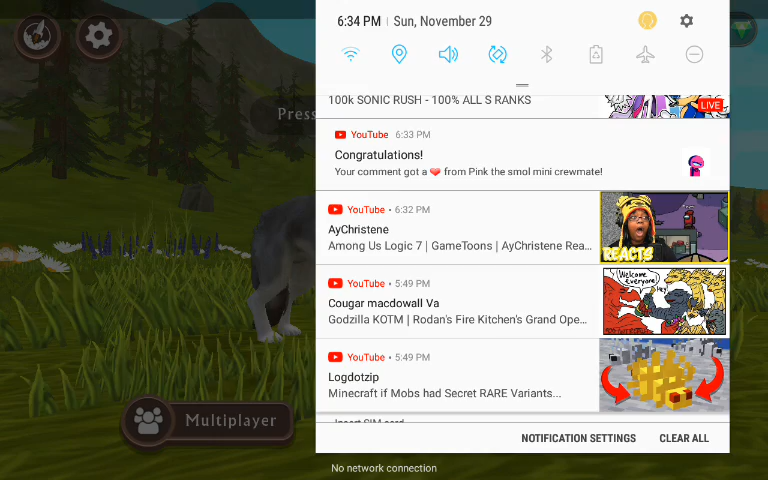 6:34 PM | Sun, November 29
Press
100k SONIC RUSH - 100% ALL S RANKS
LIVE
YouTube 6:33 PM
Congratulations!
Your comment got a ❤ from Pink the smol mini crewmate!
YouTube • 6:32 PM
AyChristene
Among Us Logic 7 | GameToons | AyChristene Rea...
REACTS
YouTube • 5:49 PM
Cougar macdowall Va
Godzilla KOTM | Rodan's Fire Kitchen's Grand Ope...
Welcome everyone!
Hey!
YouTube • 5:49 PM
Logdotzip
Minecraft if Mobs had Secret RARE Variants...
Insert SIM card
Multiplayer
NOTIFICATION SETTINGS CLEAR ALL
No network connection